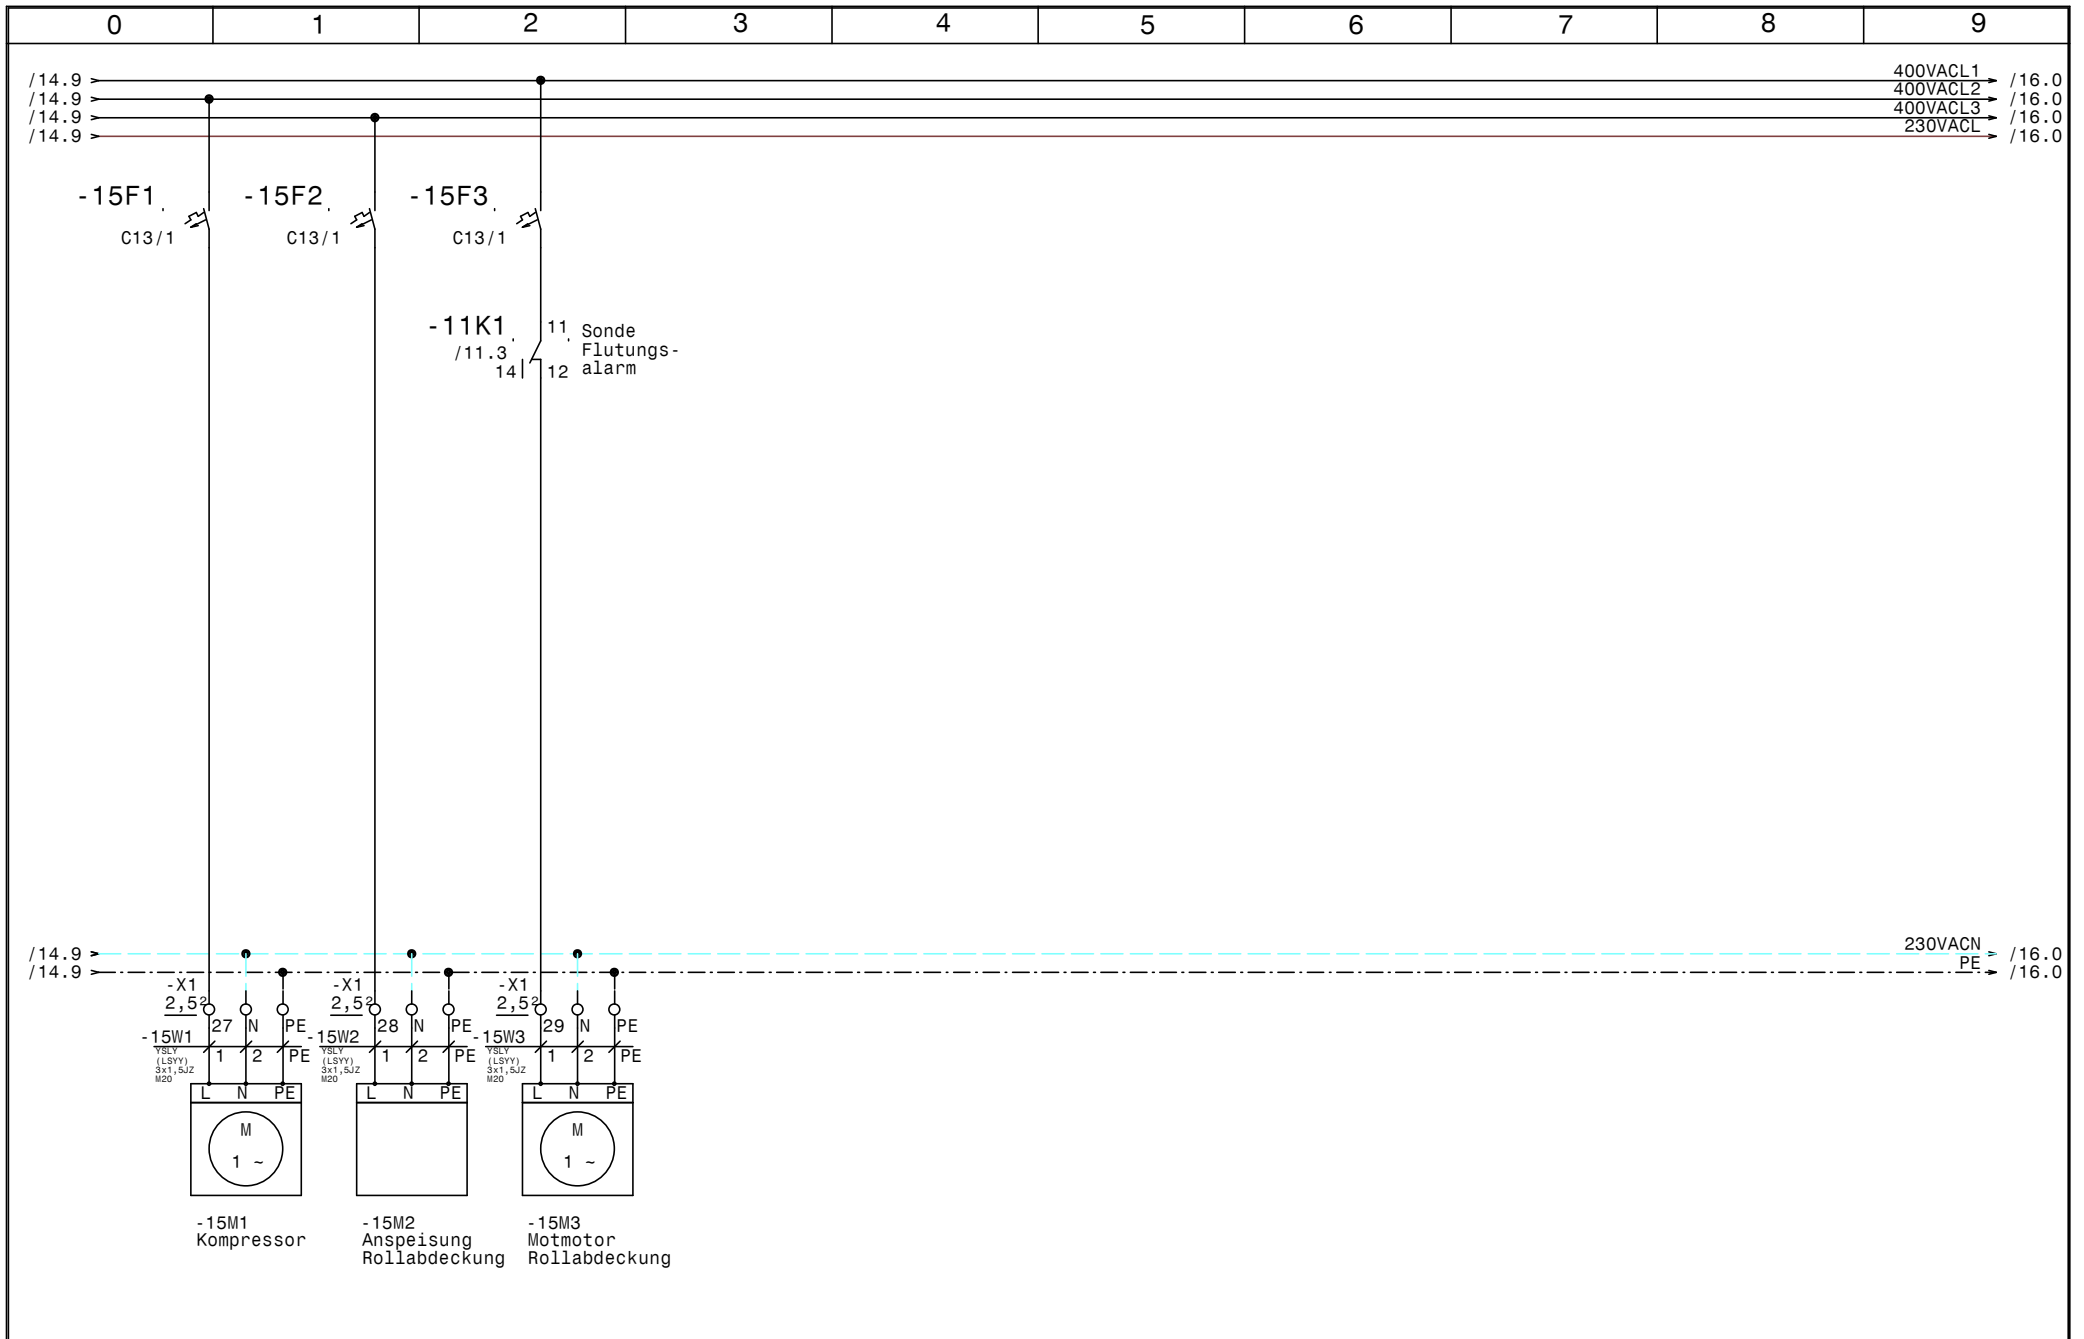 0 1 2 3 4 5 6 7 8 9
/14.9 400VACL1 /16.0
/14.9 400VACL2 /16.0
/14.9 400VACL3 /16.0
/14.9 230VACL /16.0
-15F1 -15F2 -15F3
C13/1 C13/1 C13/1
-11K1 11 Sonde
/11.3 Flutungs-
14 12 alarm
/14.9 230VACN /16.0
/14.9 PE /16.0
-X1 -X1 -X1
2,5² 2,5² 2,5²
27 N PE 28 N PE 29 N PE
-15W1 -15W2 -15W3
1 2 PE 1 2 PE 1 2 PE
YSLY YSLY YSLY
(LSYY) (LSYY) (LSYY)
3x1,5JZ 3x1,5JZ 3x1,5JZ
M20 M20 M20
L N PE L N PE L N PE
M M
1 ~ 1 ~
-15M1 -15M2 -15M3
Kompressor Anspeisung Motmotor
Rollabdeckung Rollabdeckung